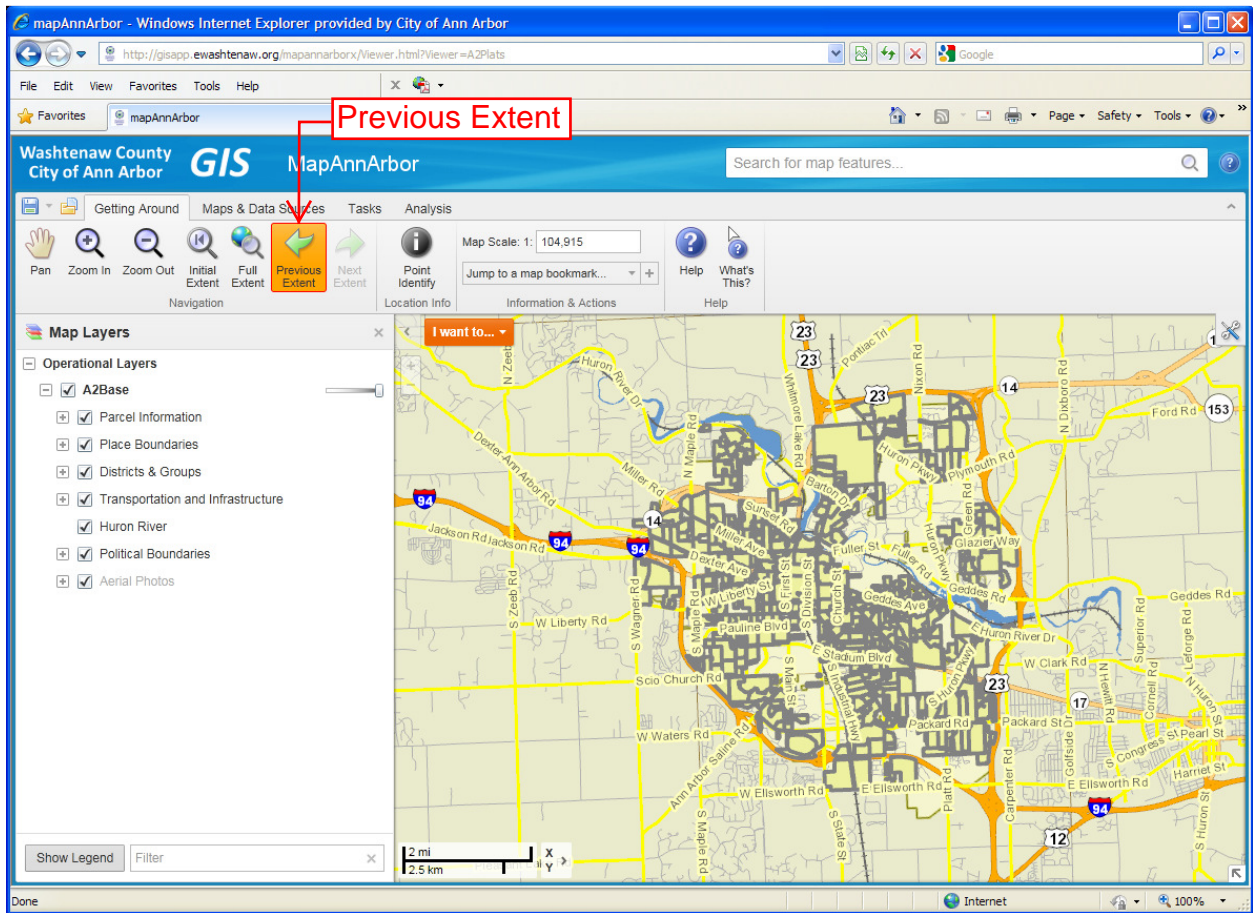 mapAnnArbor - Windows Internet Explorer provided by City of Ann Arbor
http://gisapp.ewashtenaw.org/mapannarborx/Viewer.html?Viewer=A2Plats
Google
File Edit View Favorites Tools Help
x
Favorites
mapAnnArbor
Previous Extent
Page Safety Tools
Washtenaw County
City of Ann Arbor
GIS
MapAnnArbor
Search for map features...
Getting Around Maps & Data Sources Tasks Analysis
Pan
Zoom In
Zoom Out
Initial Extent
Full Extent
Previous Extent
Next Extent
Point Identify
Map Scale: 1: 104,915
Jump to a map bookmark...
Help
What's This?
Navigation
Location Info
Information & Actions
Help
Map Layers
Operational Layers
A2Base
Parcel Information
Place Boundaries
Districts & Groups
Transportation and Infrastructure
Huron River
Political Boundaries
Aerial Photos
Show Legend
Filter
I want to...
N Zeeb
Huron River Dr
23
23
Pontiac Trl
Whitmore Lake Rd
Nixon Rd
23
14
N Dixboro Rd
Ford Rd
153
Dexter Ann Arbor Rd
Miller Rd
N Maple Rd
Barton Dr
Huron Pkwy
Plymouth Rd
Green Rd
94
14
Sunset Rd
Jackson Rd
Jackson Rd
94
94
Miller Ave
Dexter Ave
Fuller St
Fuller Rd
Huron Pkwy
Glazier Way
S Zeeb Rd
W Liberty Rd
S Wagner Rd
S Maple Rd
W Liberty St
S First St
S Division St
Church St
Geddes Ave
Geddes Rd
Geddes Rd
Pauline Blvd
E Huron River Dr
Superior Rd
Leforge Rd
E Stadium Blvd
Scio Church Rd
S Main St
S Industrial Hwy
S Huron Pkwy
W Clark Rd
23
N Hewitt Rd
Cornell Rd
N Huron St
17
W Waters Rd
Packard Rd
Packard St
Golfside Dr
S Congress St
Pearl St
Ann Arbor Saline Rd
W Ellsworth Rd
E Ellsworth Rd
Platt Rd
Carpenter Rd
E Ellsworth Rd
Harriet St
94
S Maple Rd
S State St
12
S Huron St
2 mi
2.5 km
X
Y
Done
Internet
100%